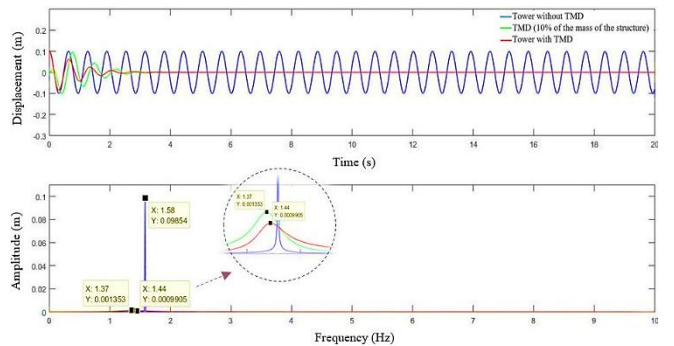 Tower without TMD
TMD (10% of the mass of the structure)
Tower with TMD
Displacement (m)
0.3
0.2
0.1
0
-0.1
-0.2
-0.3
0 2 4 6 8 10 12 14 16 18 20
Time (s)
Amplitude (m)
0.1
0.08
0.06
0.04
0.02
0
X: 1.58
Y: 0.09854
X: 1.37
Y: 0.001353
X: 1.44
Y: 0.0009905
X: 1.37
Y: 0.001353
X: 1.44
Y: 0.0009905
0 1 2 3 4 5 6 7 8 9 10
Frequency (Hz)